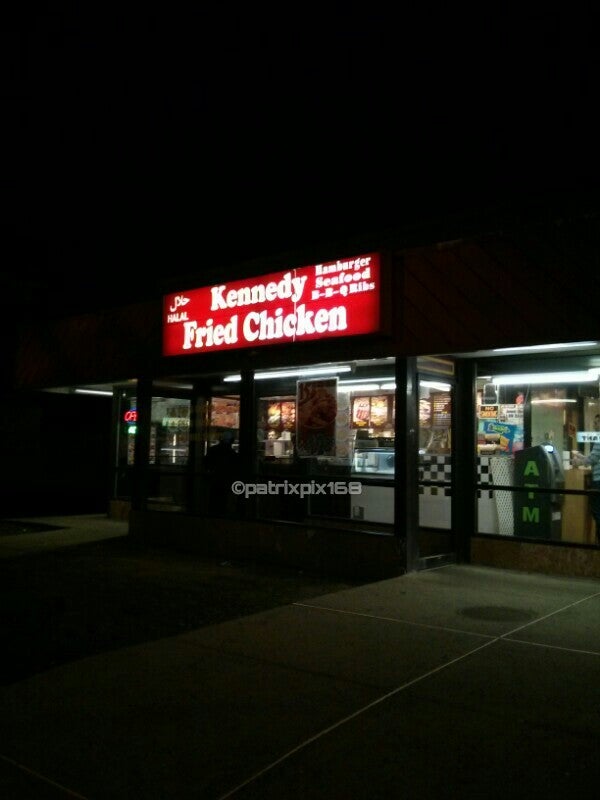 حلال
HALAL
Kennedy
Fried Chicken
Hamburger
Seafood
B-B-Q Ribs
©patrixpix168
ATM